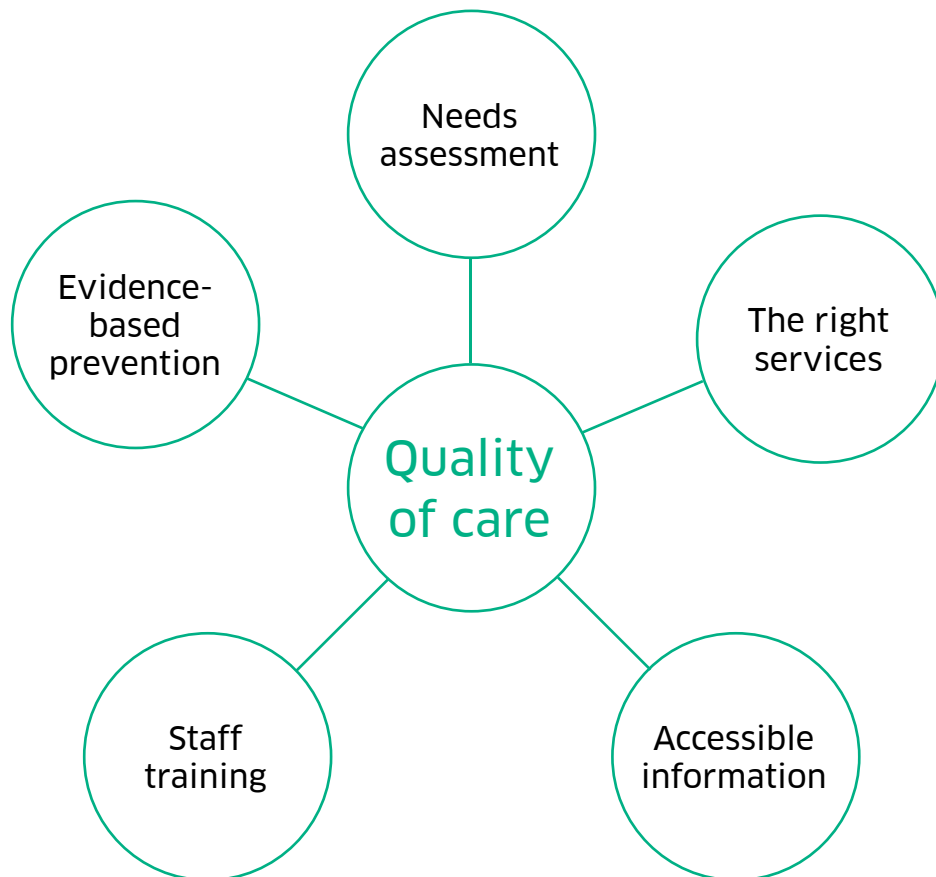 Needs
assessment
Evidence-
based
prevention
The right
services
Quality
of care
Staff
training
Accessible
information